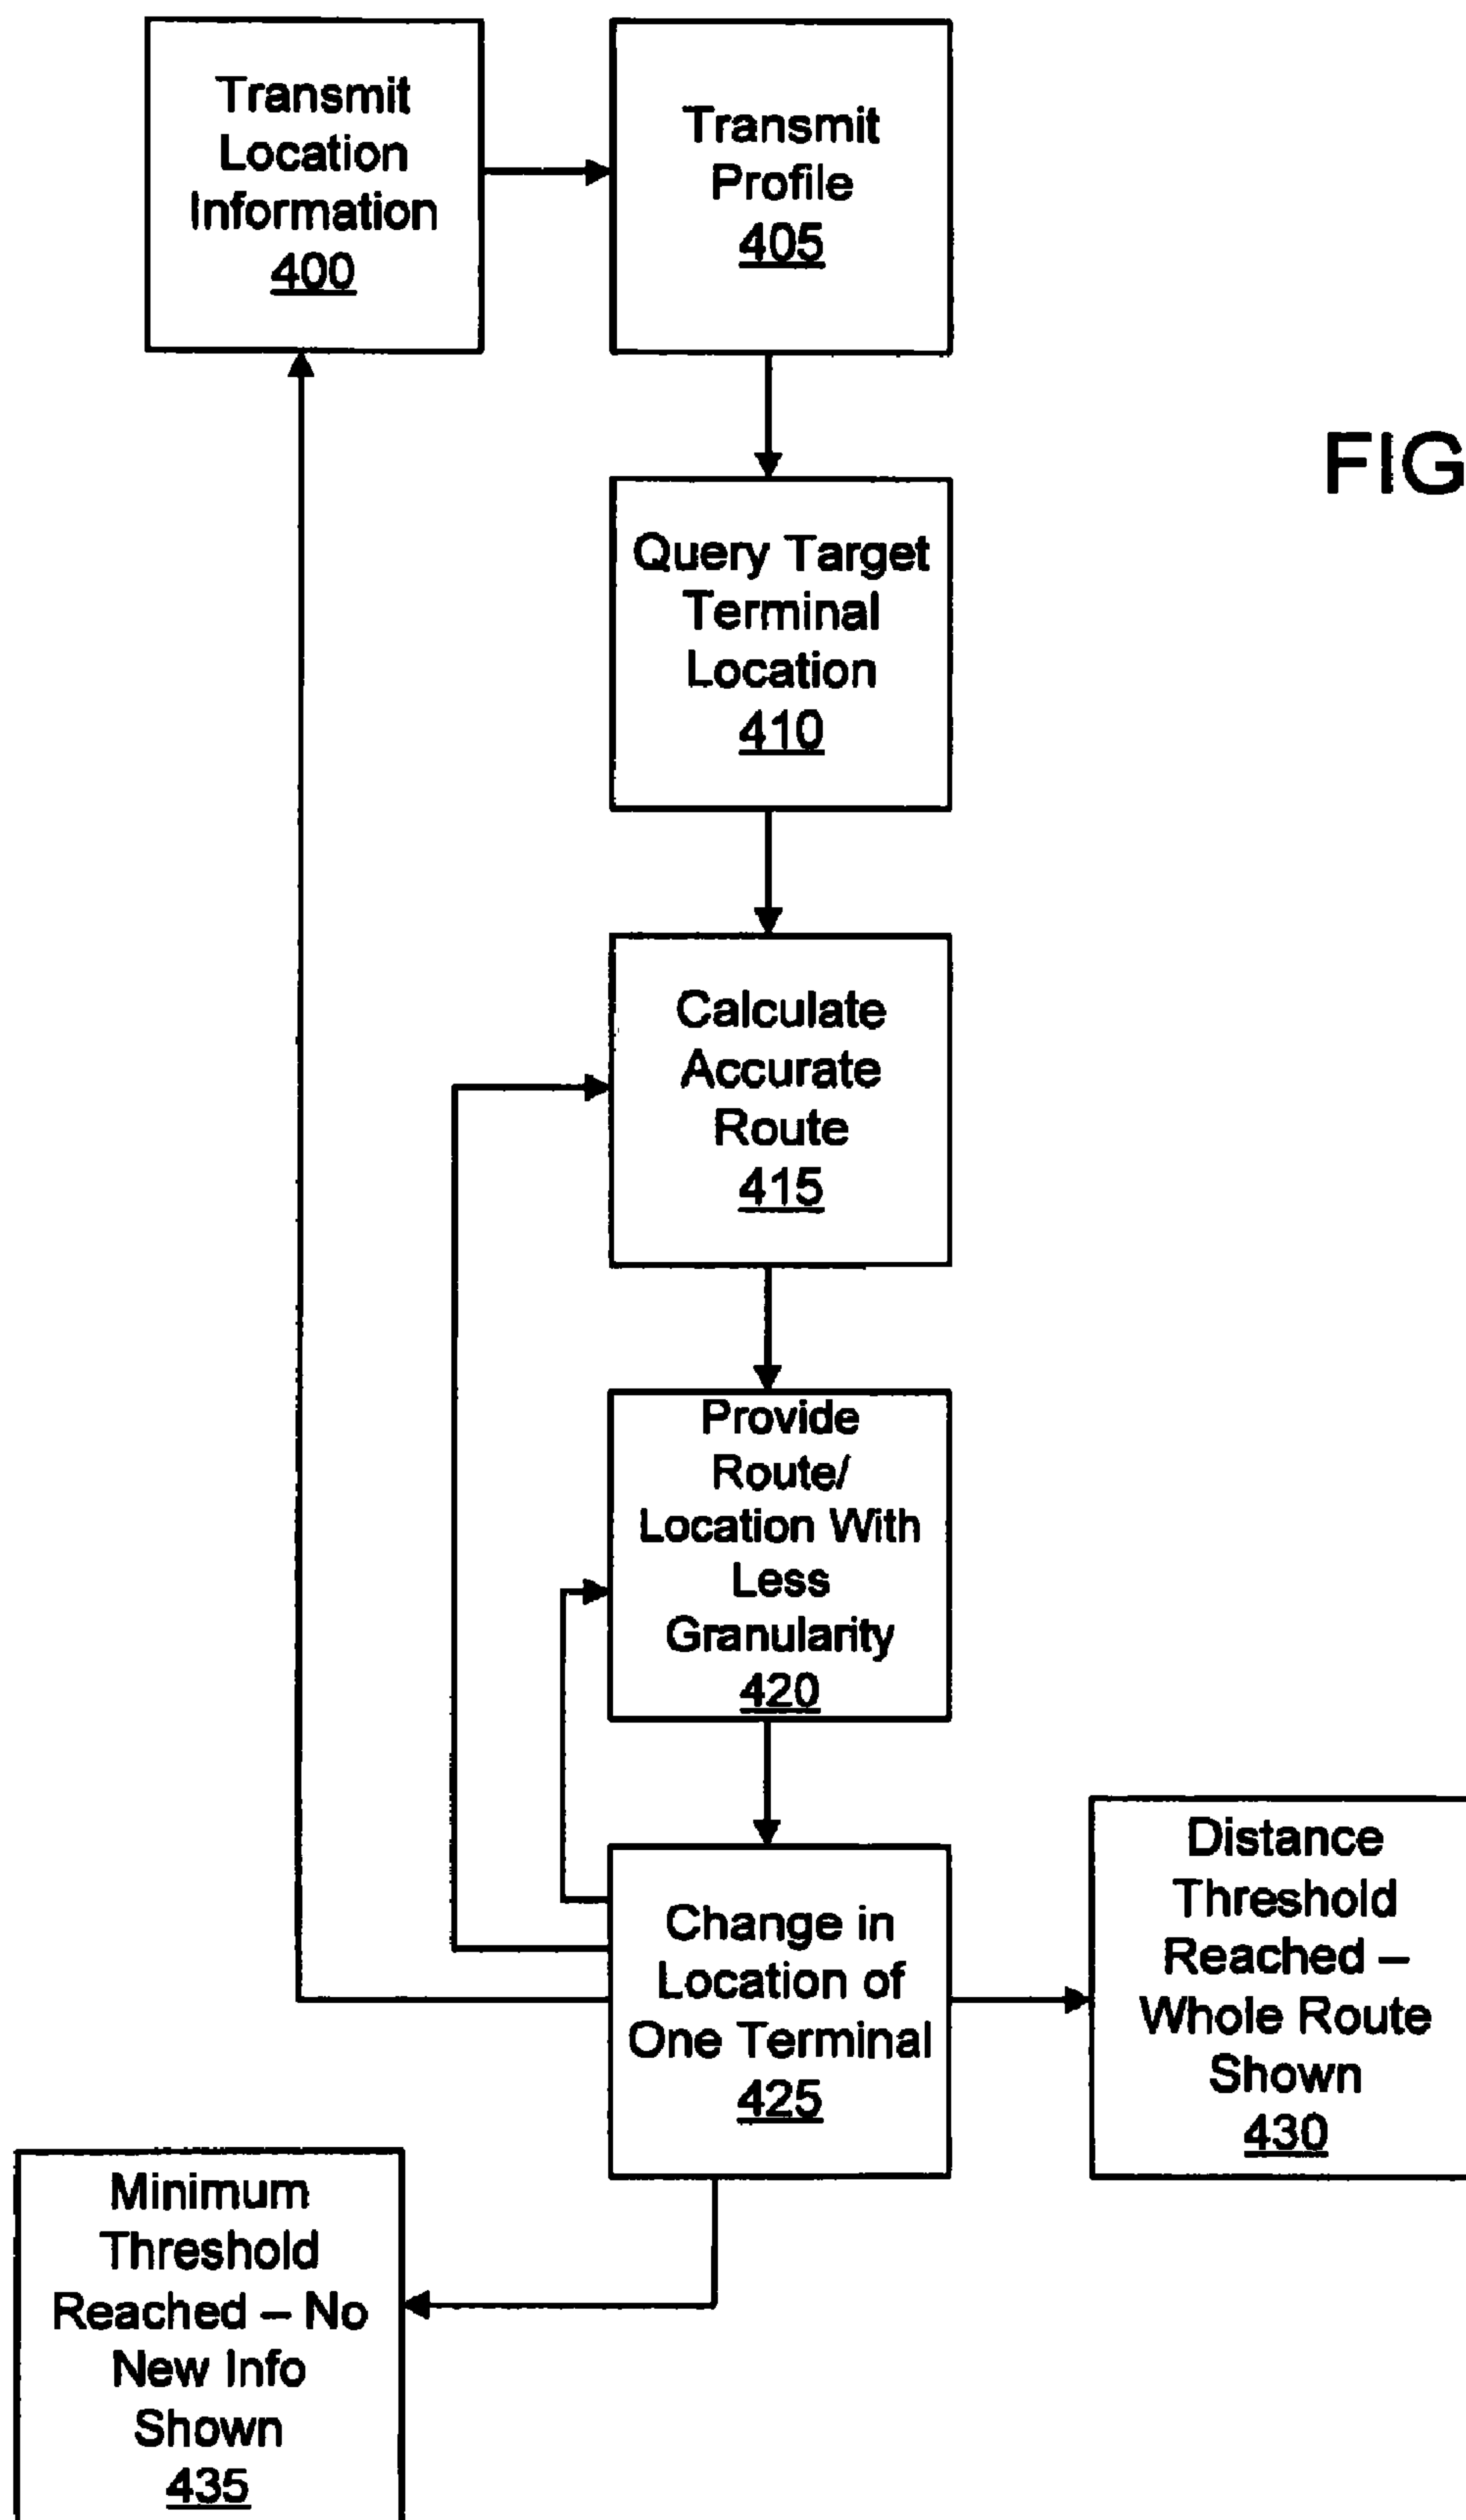 Transmit
Location
Information
400
Transmit
Profile
405
FIG
Query Target
Terminal
Location
410
Calculate
Accurate
Route
415
Provide
Route/
Location With
Less
Granularity
420
Change in
Location of
One Terminal
425
Distance
Threshold
Reached –
Whole Route
Shown
430
Minimum
Threshold
Reached – No
New Info
Shown
435